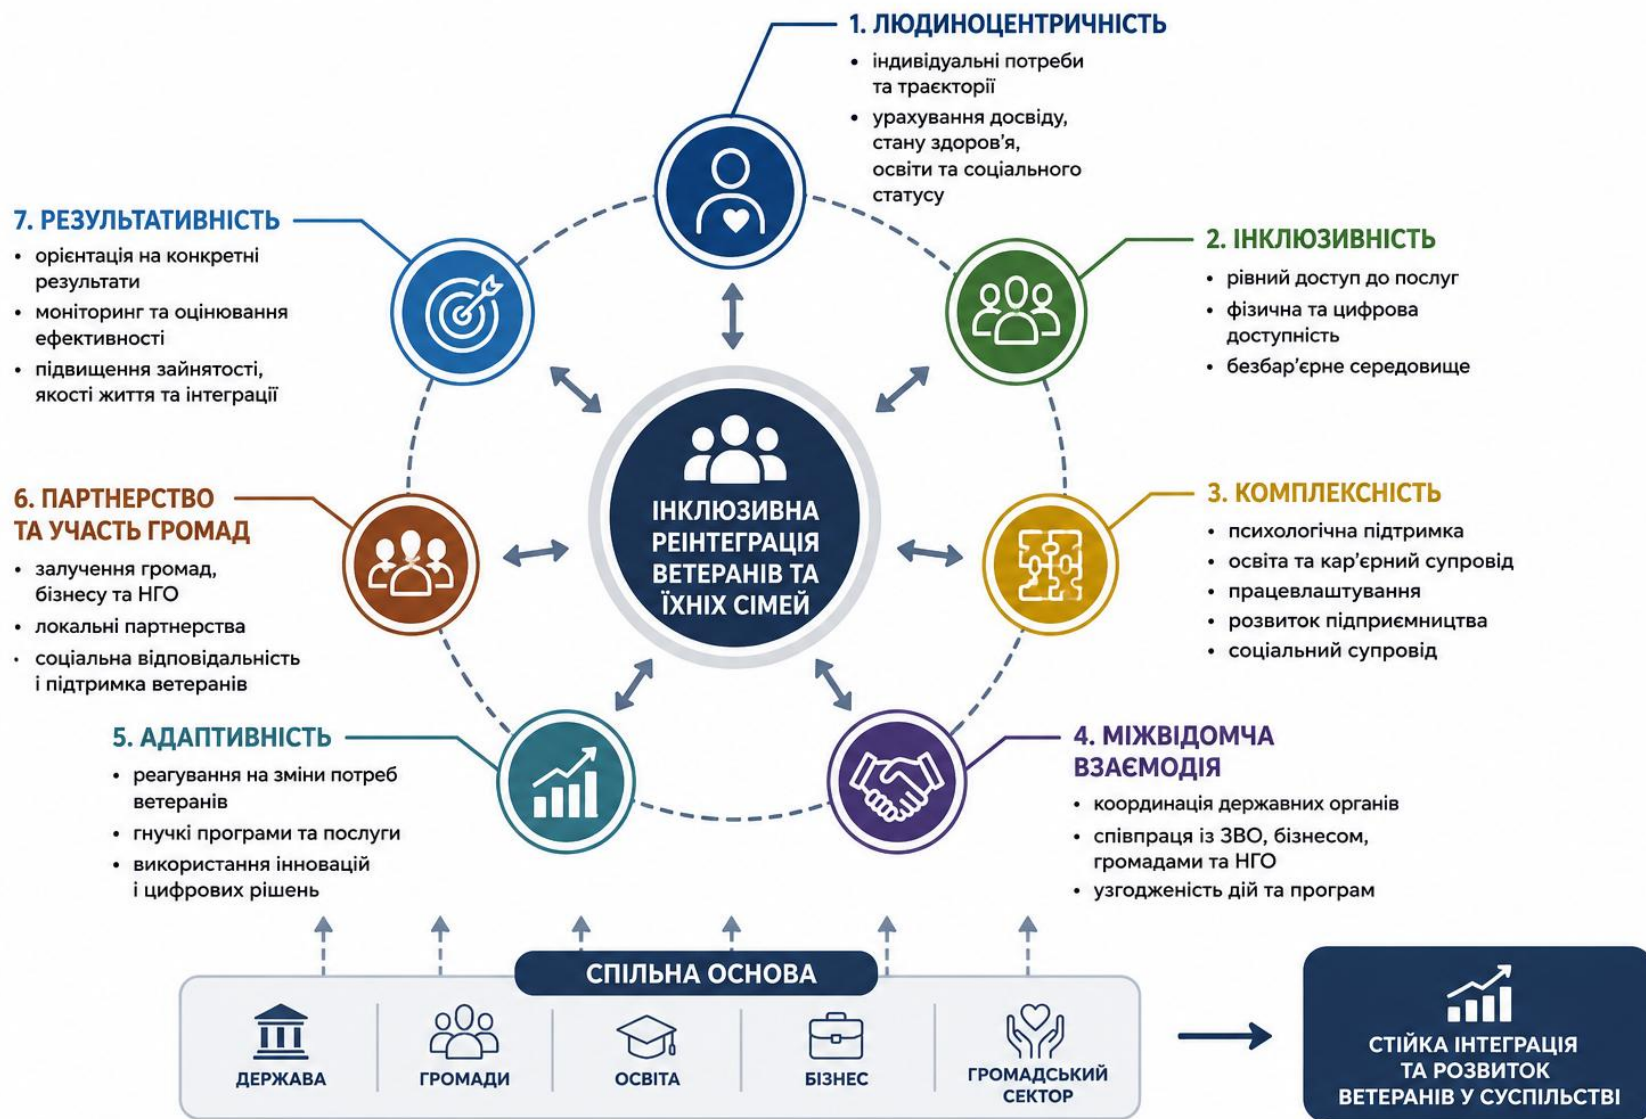 1. ЛЮДИНОЦЕНТРИЧНІСТЬ
• індивідуальні потреби
та траєкторії
• урахування досвіду,
стану здоров'я,
освіти та соціального
статусу
2. ІНКЛЮЗИВНІСТЬ
• рівний доступ до послуг
• фізична та цифрова
доступність
• безбар'єрне середовище
3. КОМПЛЕКСНІСТЬ
• психологічна підтримка
• освіта та кар'єрний супровід
• працевлаштування
• розвиток підприємництва
• соціальний супровід
4. МІЖВІДОМЧА
ВЗАЄМОДІЯ
• координація державних органів
• співпраця із ЗВО, бізнесом,
громадами та НГО
• узгодженість дій та програм
5. АДАПТИВНІСТЬ
• реагування на зміни потреб
ветеранів
• гнучкі програми та послуги
• використання інновацій
і цифрових рішень
6. ПАРТНЕРСТВО
ТА УЧАСТЬ ГРОМАД
• залучення громад,
бізнесу та НГО
• локальні партнерства
• соціальна відповідальність
і підтримка ветеранів
7. РЕЗУЛЬТАТИВНІСТЬ
• орієнтація на конкретні
результати
• моніторинг та оцінювання
ефективності
• підвищення зайнятості,
якості життя та інтеграції
ІНКЛЮЗИВНА
РЕІНТЕГРАЦІЯ
ВЕТЕРАНІВ ТА
ЇХНІХ СІМЕЙ
СПІЛЬНА ОСНОВА
ДЕРЖАВА
ГРОМАДИ
ОСВІТА
БІЗНЕС
ГРОМАДСЬКИЙ
СЕКТОР
СТІЙКА ІНТЕГРАЦІЯ
ТА РОЗВИТОК
ВЕТЕРАНІВ У СУСПІЛЬСТВІ